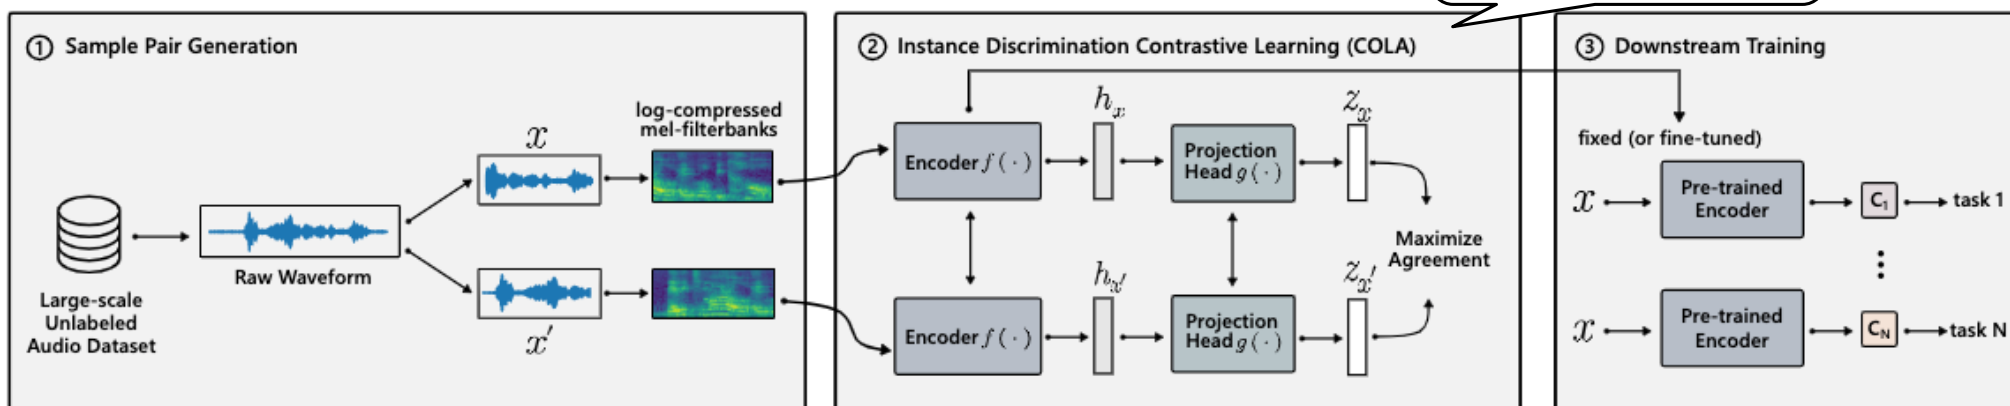 ① Sample Pair Generation
x
log-compressed
mel-filterbanks
Raw Waveform
Large-scale
Unlabeled
Audio Dataset
x′
② Instance Discrimination Contrastive Learning (COLA)
Encoder f(·)
h_x
Projection
Head g(·)
z_x
Maximize
Agreement
Encoder f(·)
h_x′
Projection
Head g(·)
z_x′
③ Downstream Training
fixed (or fine-tuned)
x
Pre-trained
Encoder
C₁
task 1
x
Pre-trained
Encoder
C_N
task N